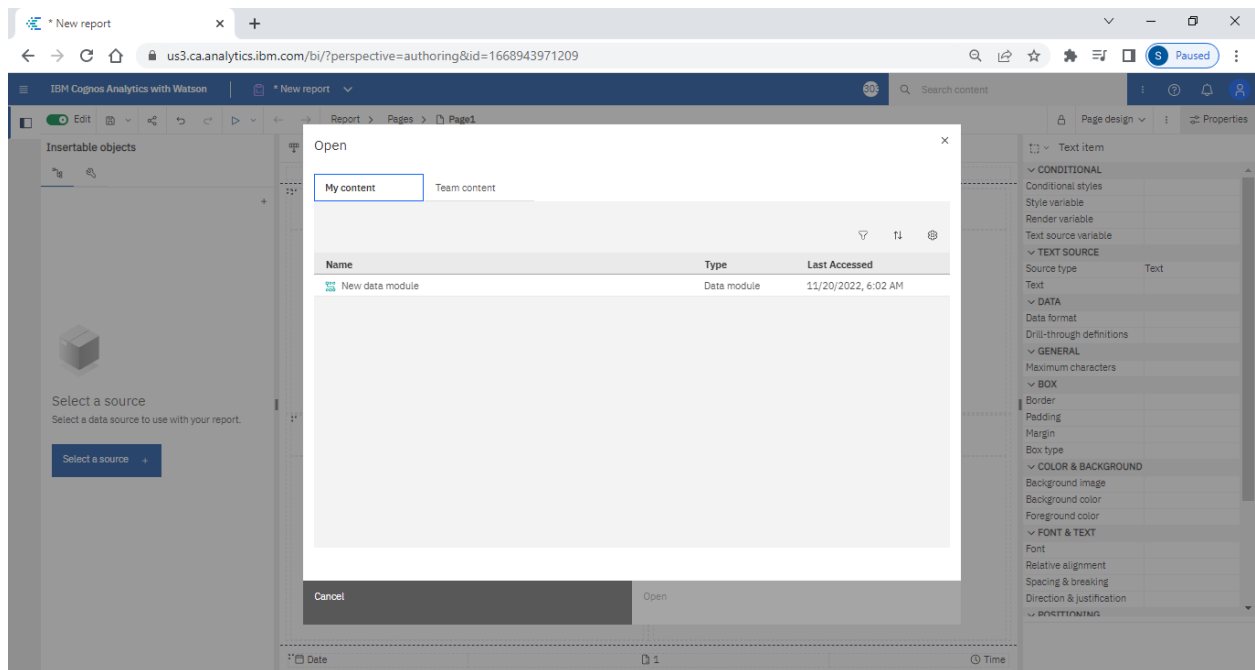 * New report
us3.ca.analytics.ibm.com/bi/?perspective=authoring&id=1668943971209
S Paused
IBM Cognos Analytics with Watson
* New report
Search content
Edit
Report > Pages > Page1
Page design
Properties
Insertable objects
Select a source
Select a data source to use with your report.
Select a source +
Open
My content Team content
Name Type Last Accessed
New data module Data module 11/20/2022, 6:02 AM
Cancel Open
Date 1 Time
Text item
CONDITIONAL
Conditional styles
Style variable
Render variable
Text source variable
TEXT SOURCE
Source type Text
Text
DATA
Data format
Drill-through definitions
GENERAL
Maximum characters
BOX
Border
Padding
Margin
Box type
COLOR & BACKGROUND
Background image
Background color
Foreground color
FONT & TEXT
Font
Relative alignment
Spacing & breaking
Direction & justification
POSITIONING